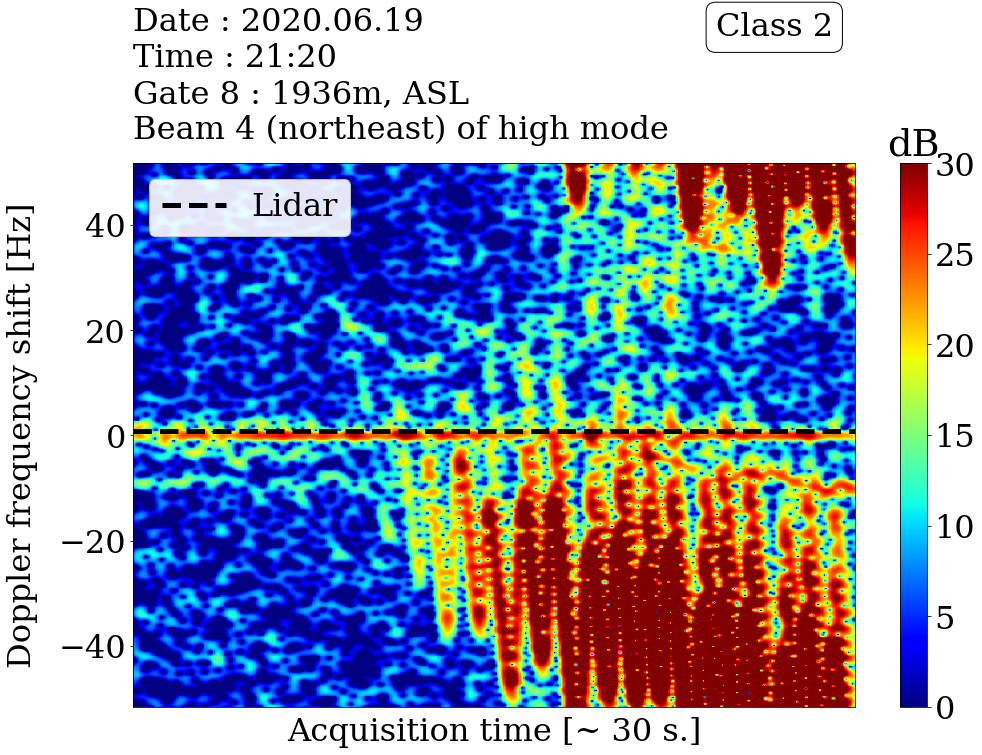 Date : 2020.06.19
Time : 21:20
Gate 8 : 1936m, ASL
Beam 4 (northeast) of high mode
Class 2
dB
Lidar
Doppler frequency shift [Hz]
40
20
0
−20
−40
30
25
20
15
10
5
0
Acquisition time [~ 30 s.]